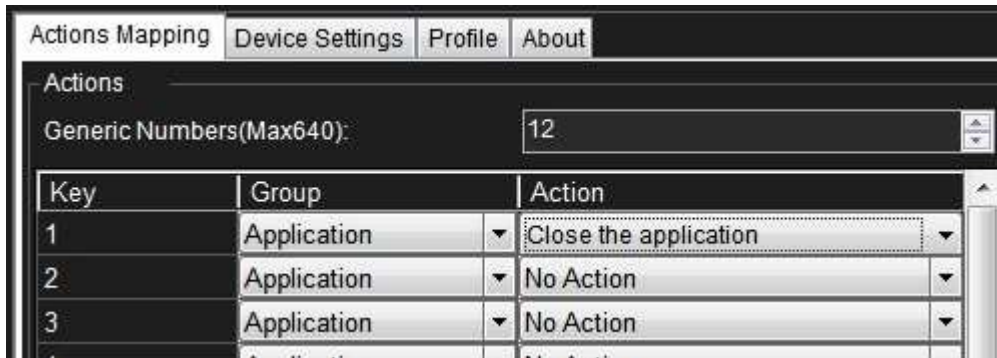 Actions Mapping Device Settings Profile About
Actions
Generic Numbers(Max640): 12
Key Group Action
1 Application Close the application
2 Application No Action
3 Application No Action